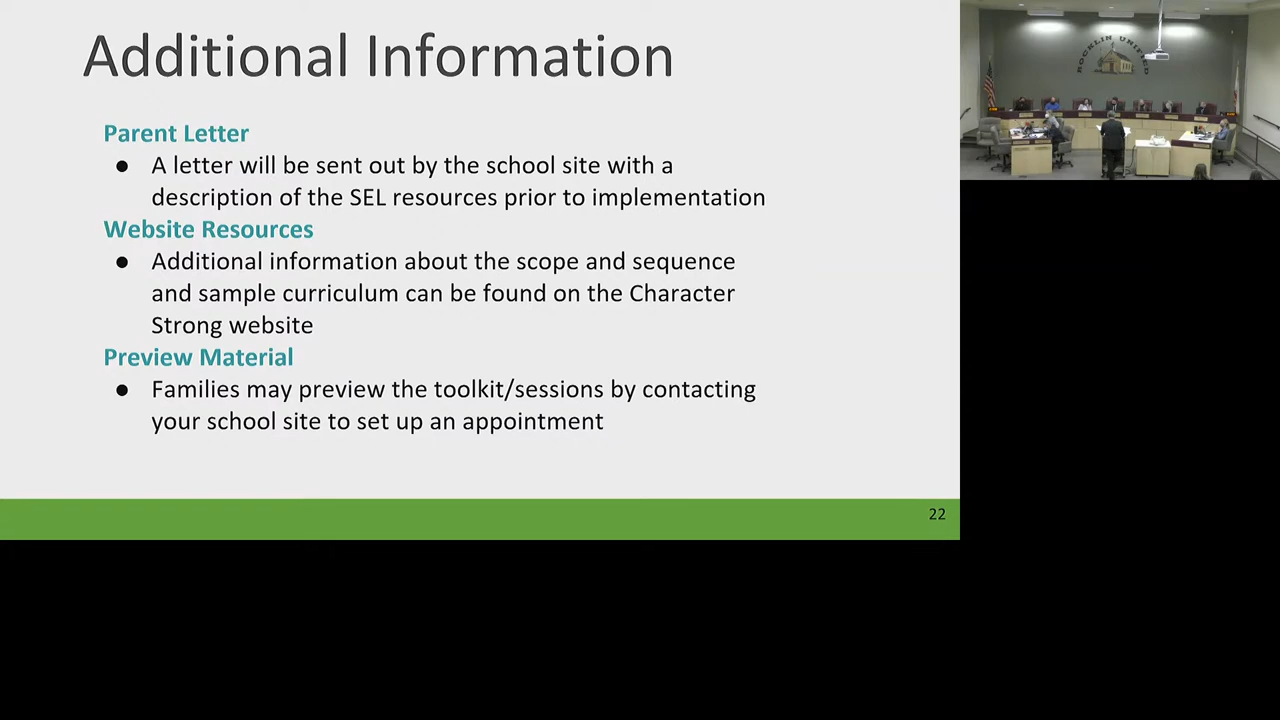 Additional Information
Parent Letter
● A letter will be sent out by the school site with a
description of the SEL resources prior to implementation
Website Resources
● Additional information about the scope and sequence
and sample curriculum can be found on the Character
Strong website
Preview Material
● Families may preview the toolkit/sessions by contacting
your school site to set up an appointment
22
ROCKLIN UNIFIED